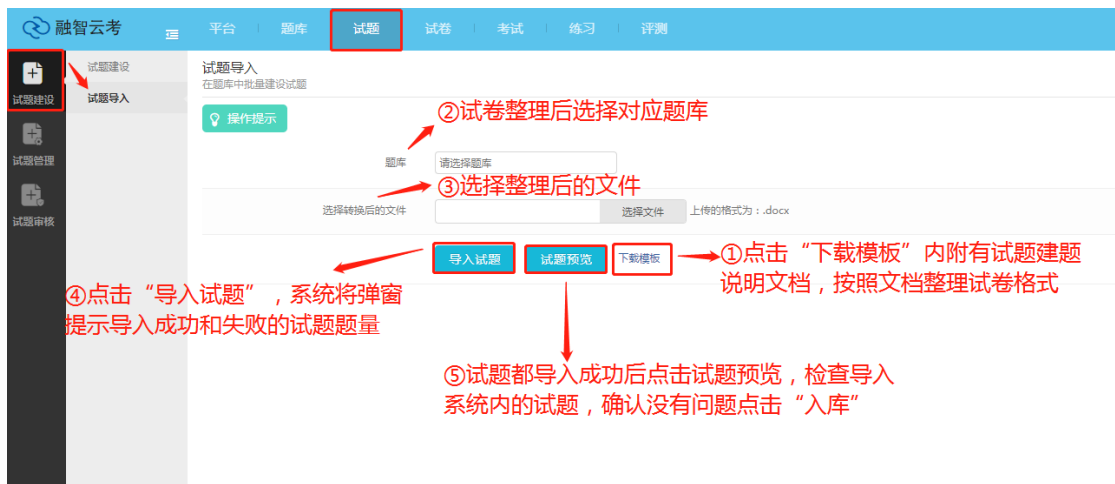 融智云考
平台
题库
试题
试卷
考试
练习
评测
试题建设
试题管理
试题审核
试题建设
试题导入
试题导入
在题库中批量建设试题
操作提示
②试卷整理后选择对应题库
题库
请选择题库
③选择整理后的文件
选择转换后的文件
选择文件
上传的格式为：.docx
导入试题
试题预览
下载模板
①点击“下载模板”内附有试题建题
说明文档，按照文档整理试卷格式
④点击“导入试题”，系统将弹窗
提示导入成功和失败的试题题量
⑤试题都导入成功后点击试题预览，检查导入
系统内的试题，确认没有问题点击“入库”